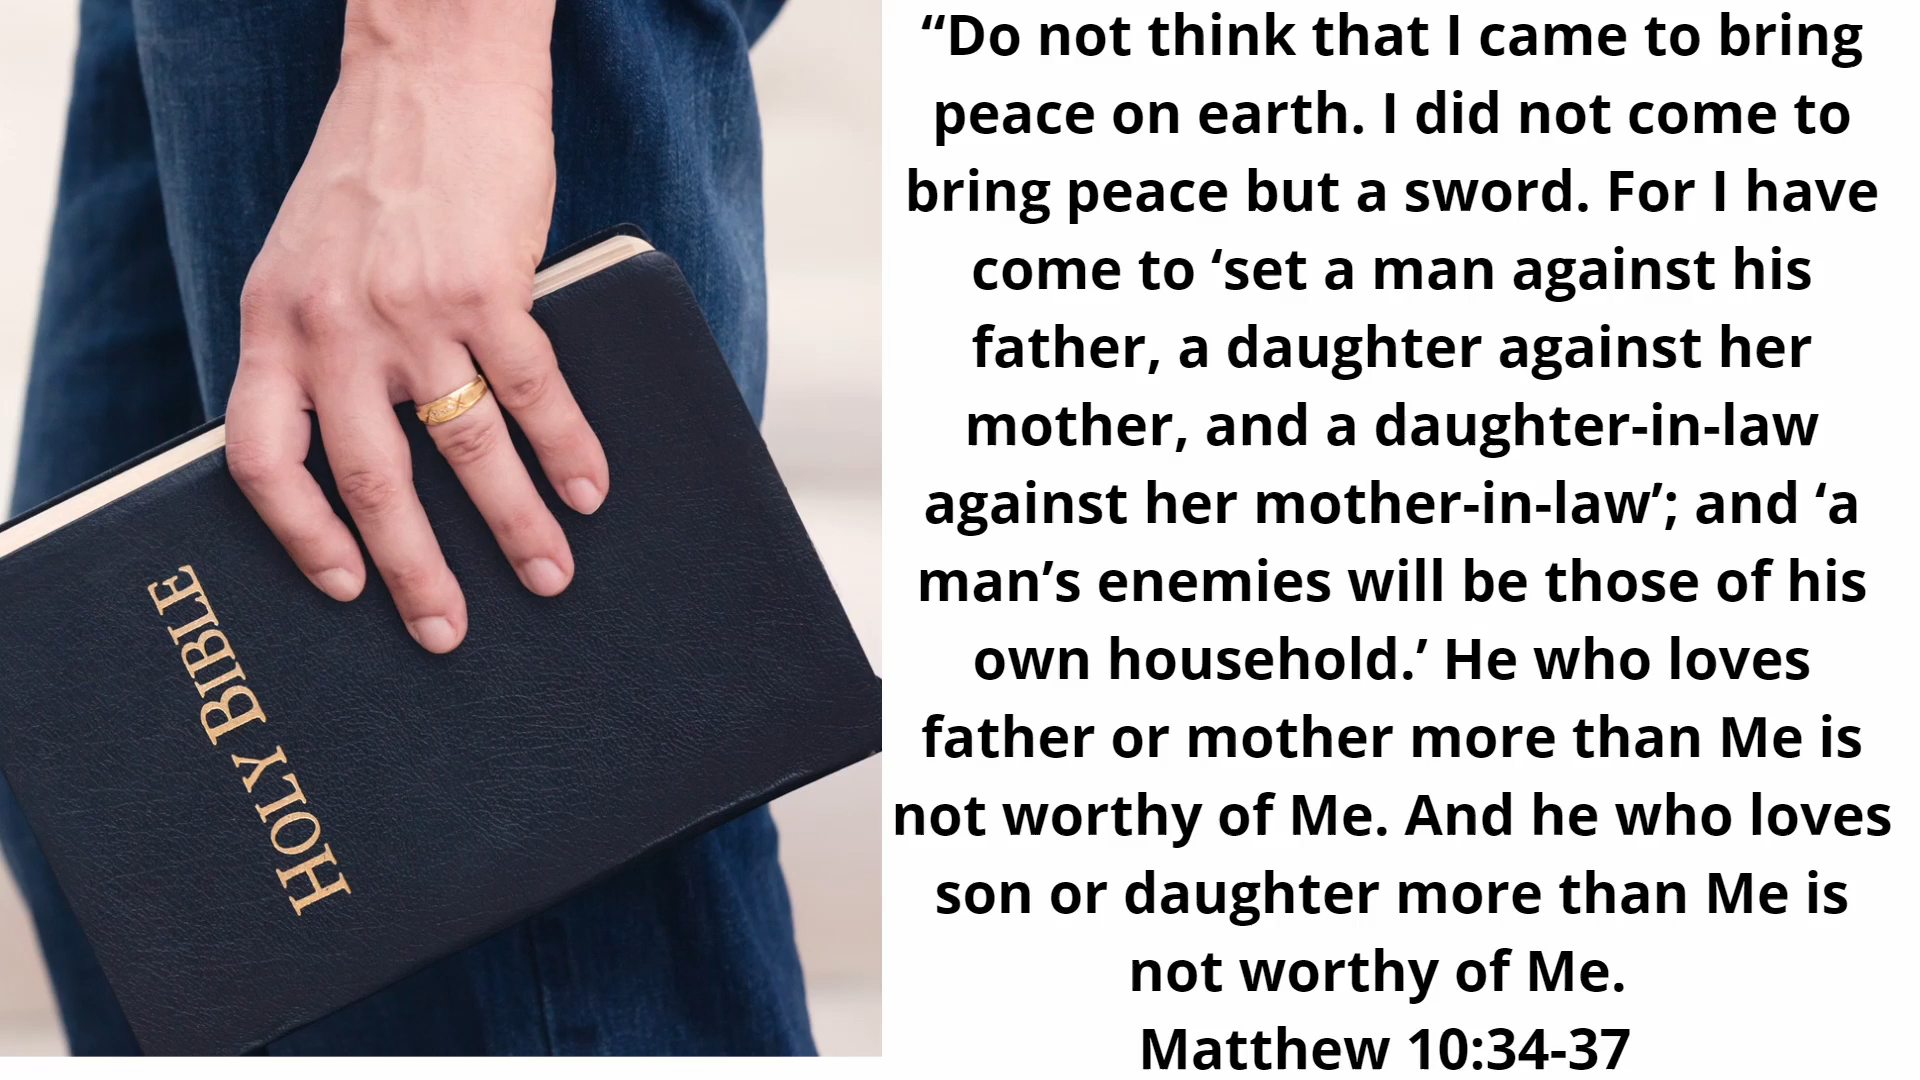 HOLY BIBLE
“Do not think that I came to bring
peace on earth. I did not come to
bring peace but a sword. For I have
come to ‘set a man against his
father, a daughter against her
mother, and a daughter-in-law
against her mother-in-law’; and ‘a
man’s enemies will be those of his
own household.’ He who loves
father or mother more than Me is
not worthy of Me. And he who loves
son or daughter more than Me is
not worthy of Me.
Matthew 10:34-37